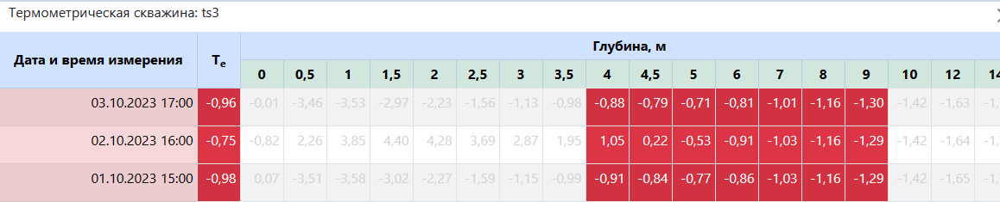 Термометрическая скважина: ts3
Дата и время измерения Te Глубина, м
0 0,5 1 1,5 2 2,5 3 3,5 4 4,5 5 6 7 8 9 10 12
03.10.2023 17:00 -0,96 -0,01 -3,46 -3,53 -2,97 -2,23 -1,56 -1,13 -0,98 -0,88 -0,79 -0,71 -0,81 -1,01 -1,16 -1,30 -1,42 -1,63
02.10.2023 16:00 -0,75 -0,82 2,26 3,85 4,40 4,28 3,69 2,87 1,95 1,05 0,22 -0,53 -0,91 -1,03 -1,16 -1,29 -1,42 -1,64
01.10.2023 15:00 -0,98 0,07 -3,51 -3,58 -3,02 -2,27 -1,59 -1,15 -0,99 -0,91 -0,84 -0,77 -0,86 -1,03 -1,16 -1,29 -1,42 -1,65